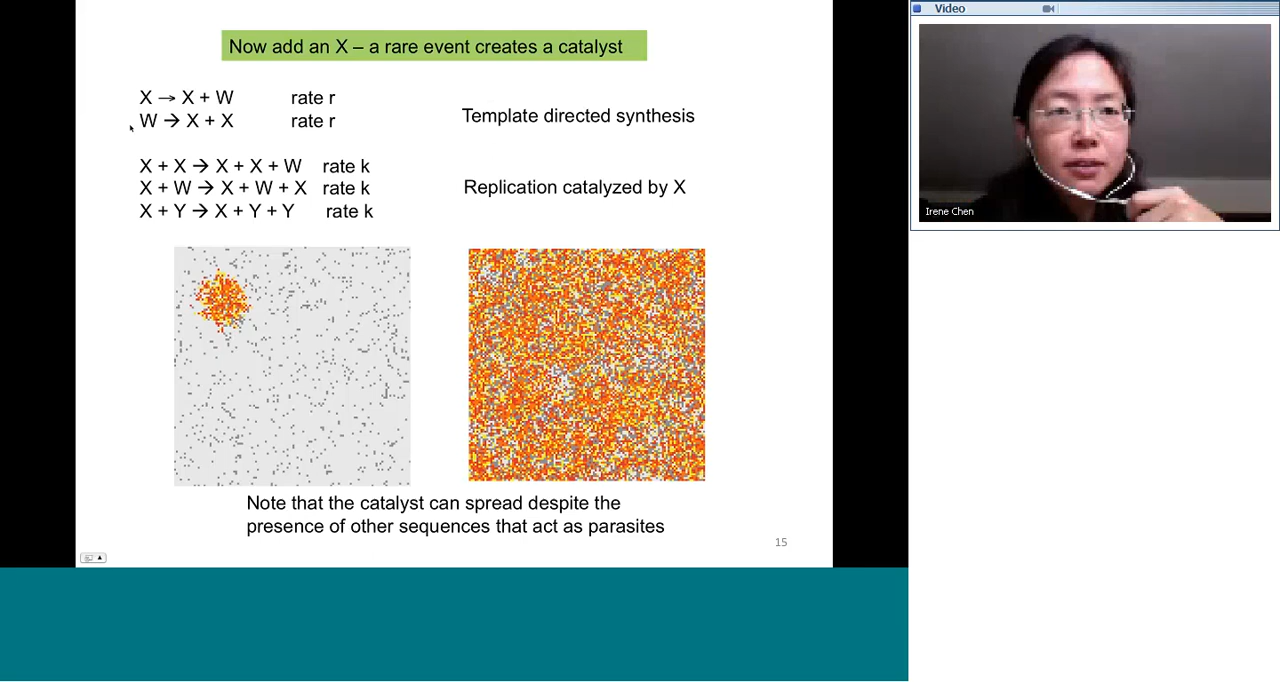 Now add an X – a rare event creates a catalyst
X → X + W rate r
W → X + X rate r
Template directed synthesis
X + X → X + X + W rate k
X + W → X + W + X rate k
X + Y → X + Y + Y rate k
Replication catalyzed by X
Note that the catalyst can spread despite the
presence of other sequences that act as parasites
15
Video
Irene Chen